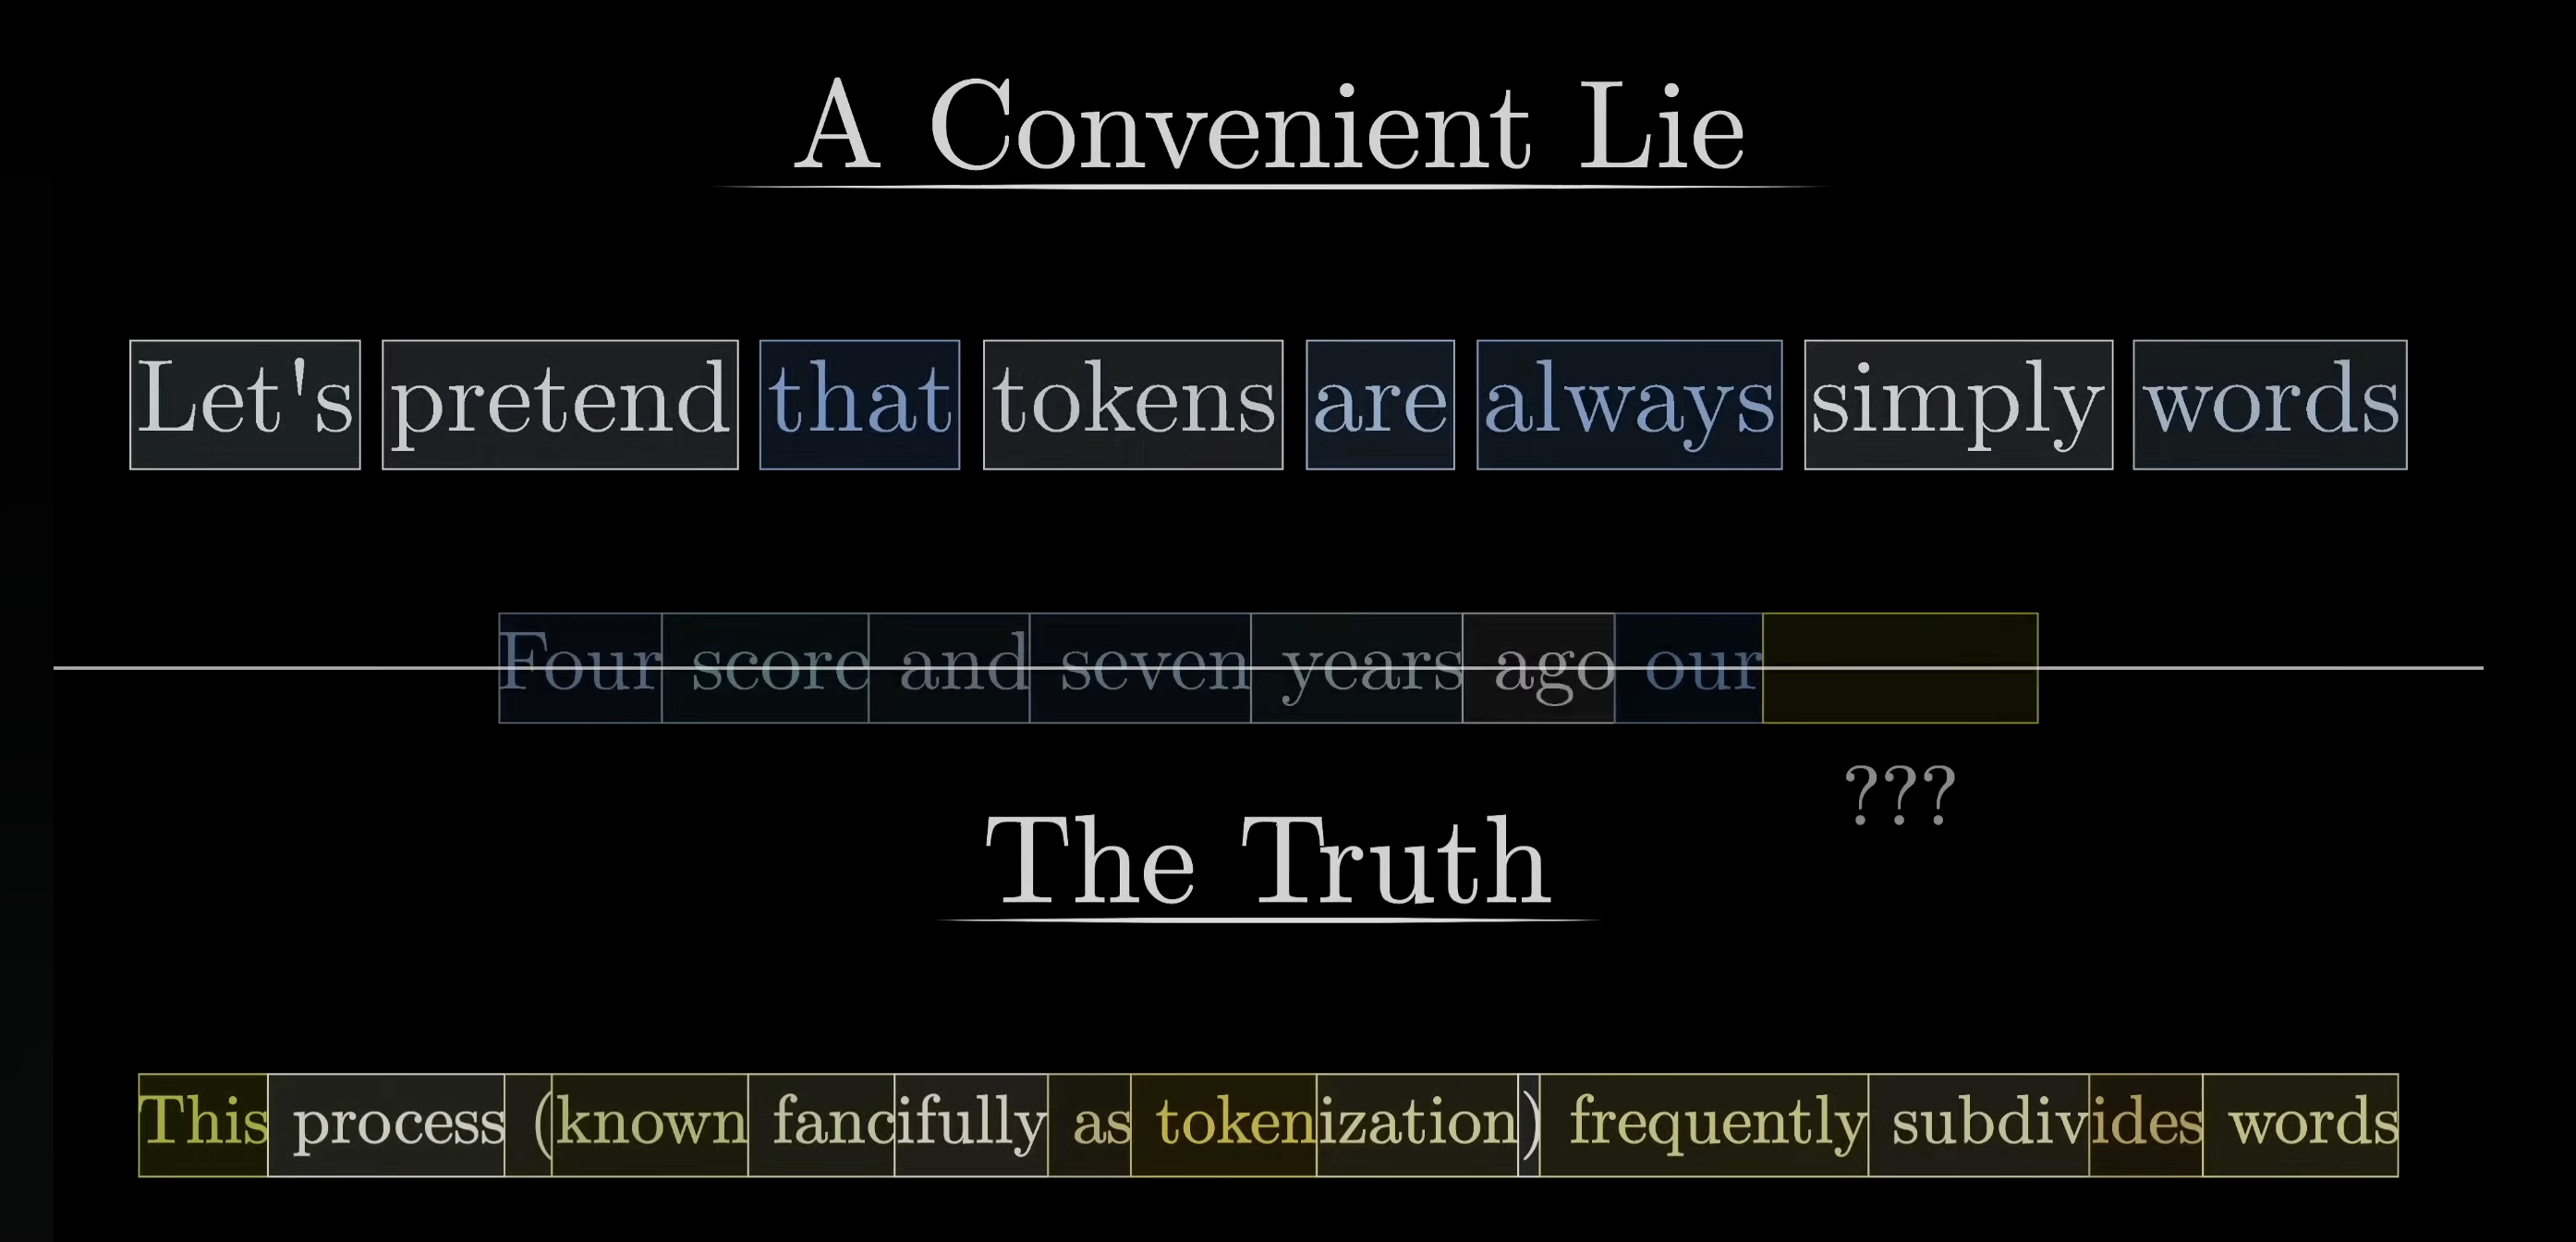 A Convenient Lie
Let's pretend that tokens are always simply words
Four score and seven years ago our
???
The Truth
This process (known fancifully as tokenization) frequently subdivides words